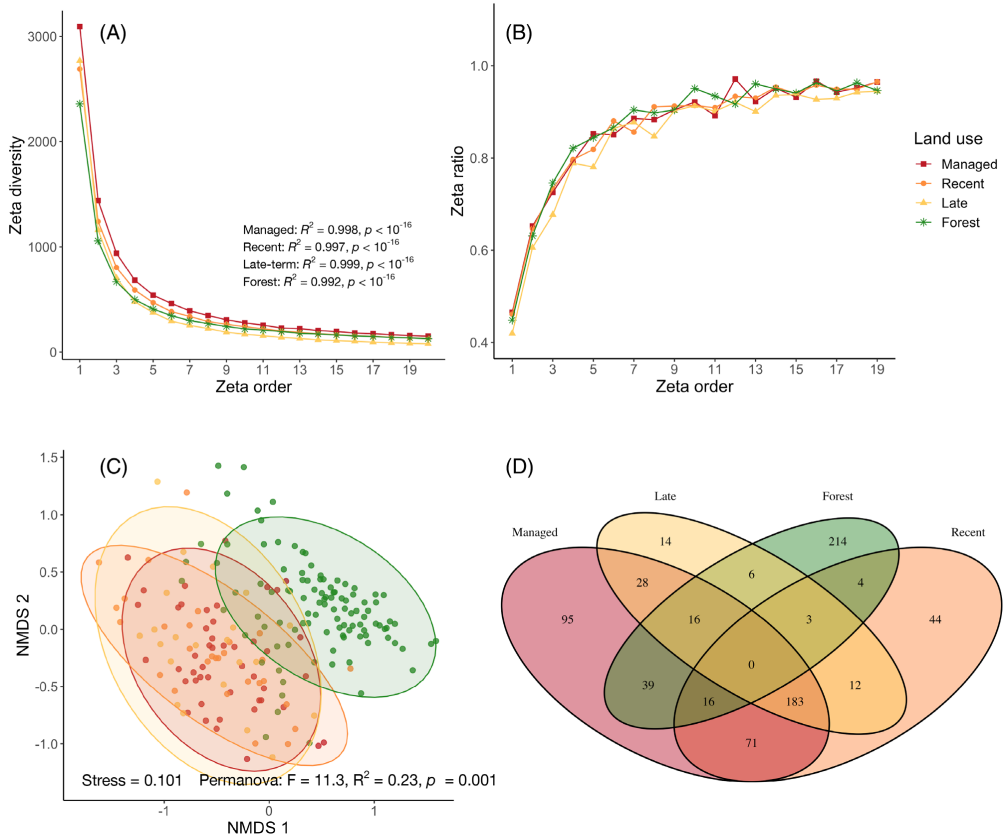 (A)
Zeta diversity
3000
2000
1000
0
Managed: R² = 0.998, p < 10⁻¹⁶
Recent: R² = 0.997, p < 10⁻¹⁶
Late-term: R² = 0.999, p < 10⁻¹⁶
Forest: R² = 0.992, p < 10⁻¹⁶
1 3 5 7 9 11 13 15 17 19
Zeta order
(B)
Zeta ratio
1.0
0.8
0.6
0.4
1 3 5 7 9 11 13 15 17 19
Zeta order
Land use
Managed
Recent
Late
Forest
(C)
NMDS 2
1.5
1.0
0.5
0.0
-0.5
-1.0
Stress = 0.101 Permanova: F = 11.3, R² = 0.23, p = 0.001
-1 0 1
NMDS 1
(D)
Late Forest
Managed Recent
14 214
28 6 4
95 16 3 44
0
39 16 183 12
71